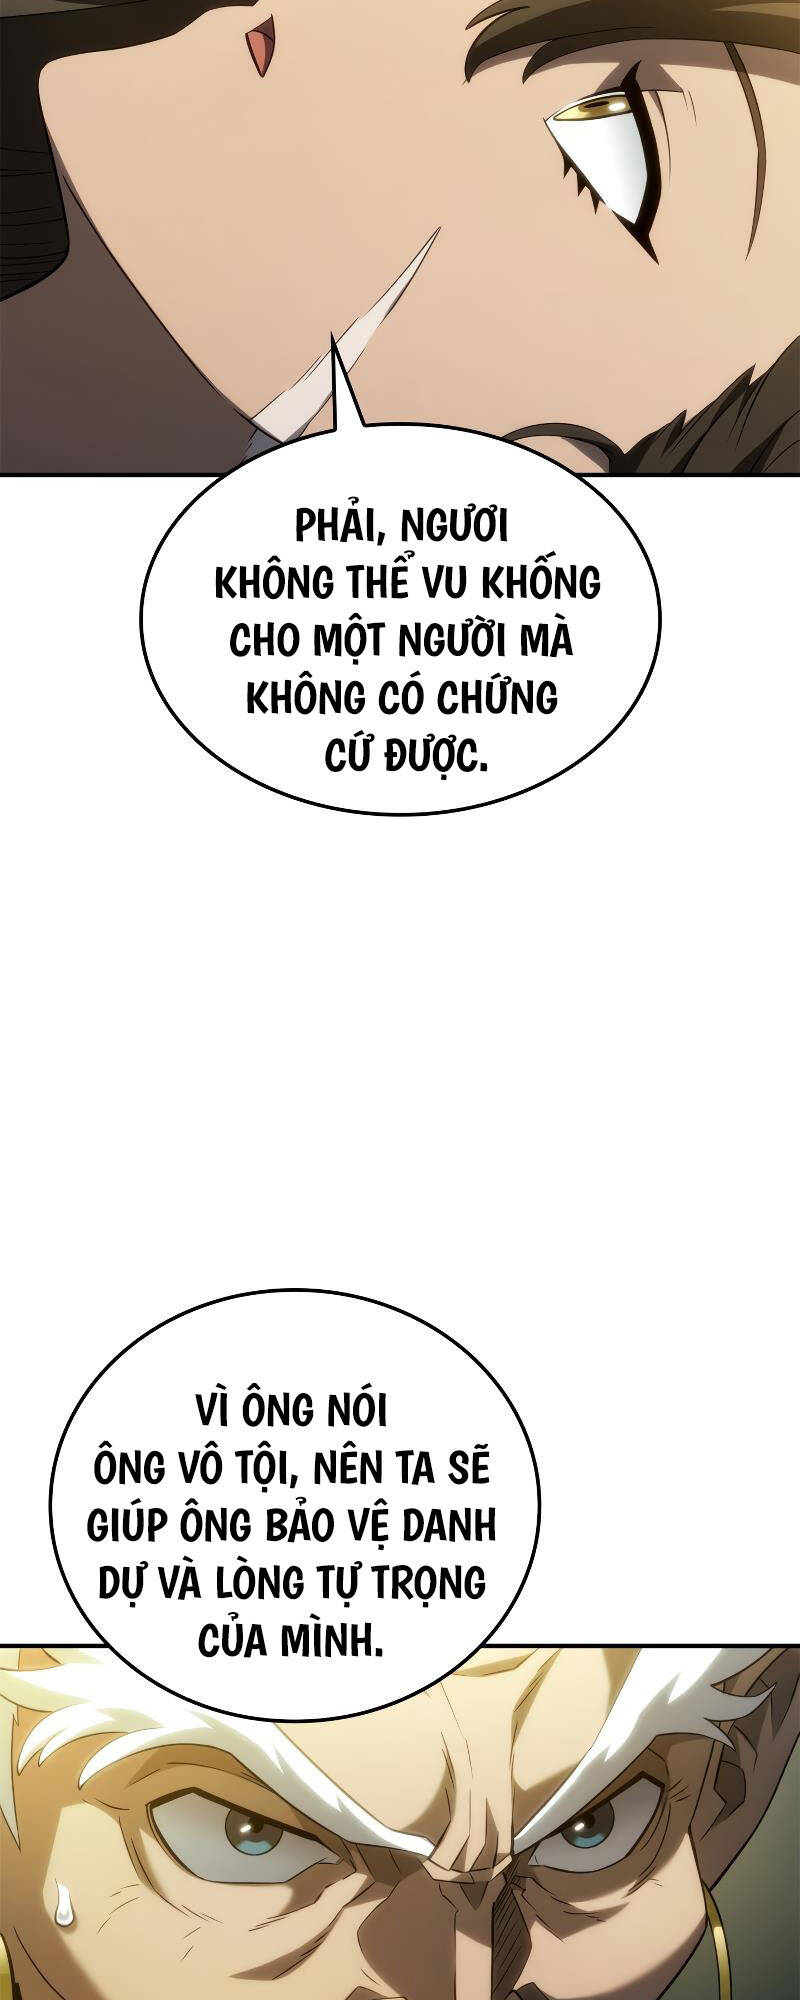 PHẢI, NGƯƠI
KHÔNG THỂ VU KHỐNG
CHO MỘT NGƯỜI MÀ
KHÔNG CÓ CHỨNG
CỨ ĐƯỢC.
VÌ ÔNG NÓI
ÔNG VÔ TỘI, NÊN TA SẼ
GIÚP ÔNG BẢO VỆ DANH
DỰ VÀ LÒNG TỰ TRỌNG
CỦA MÌNH.